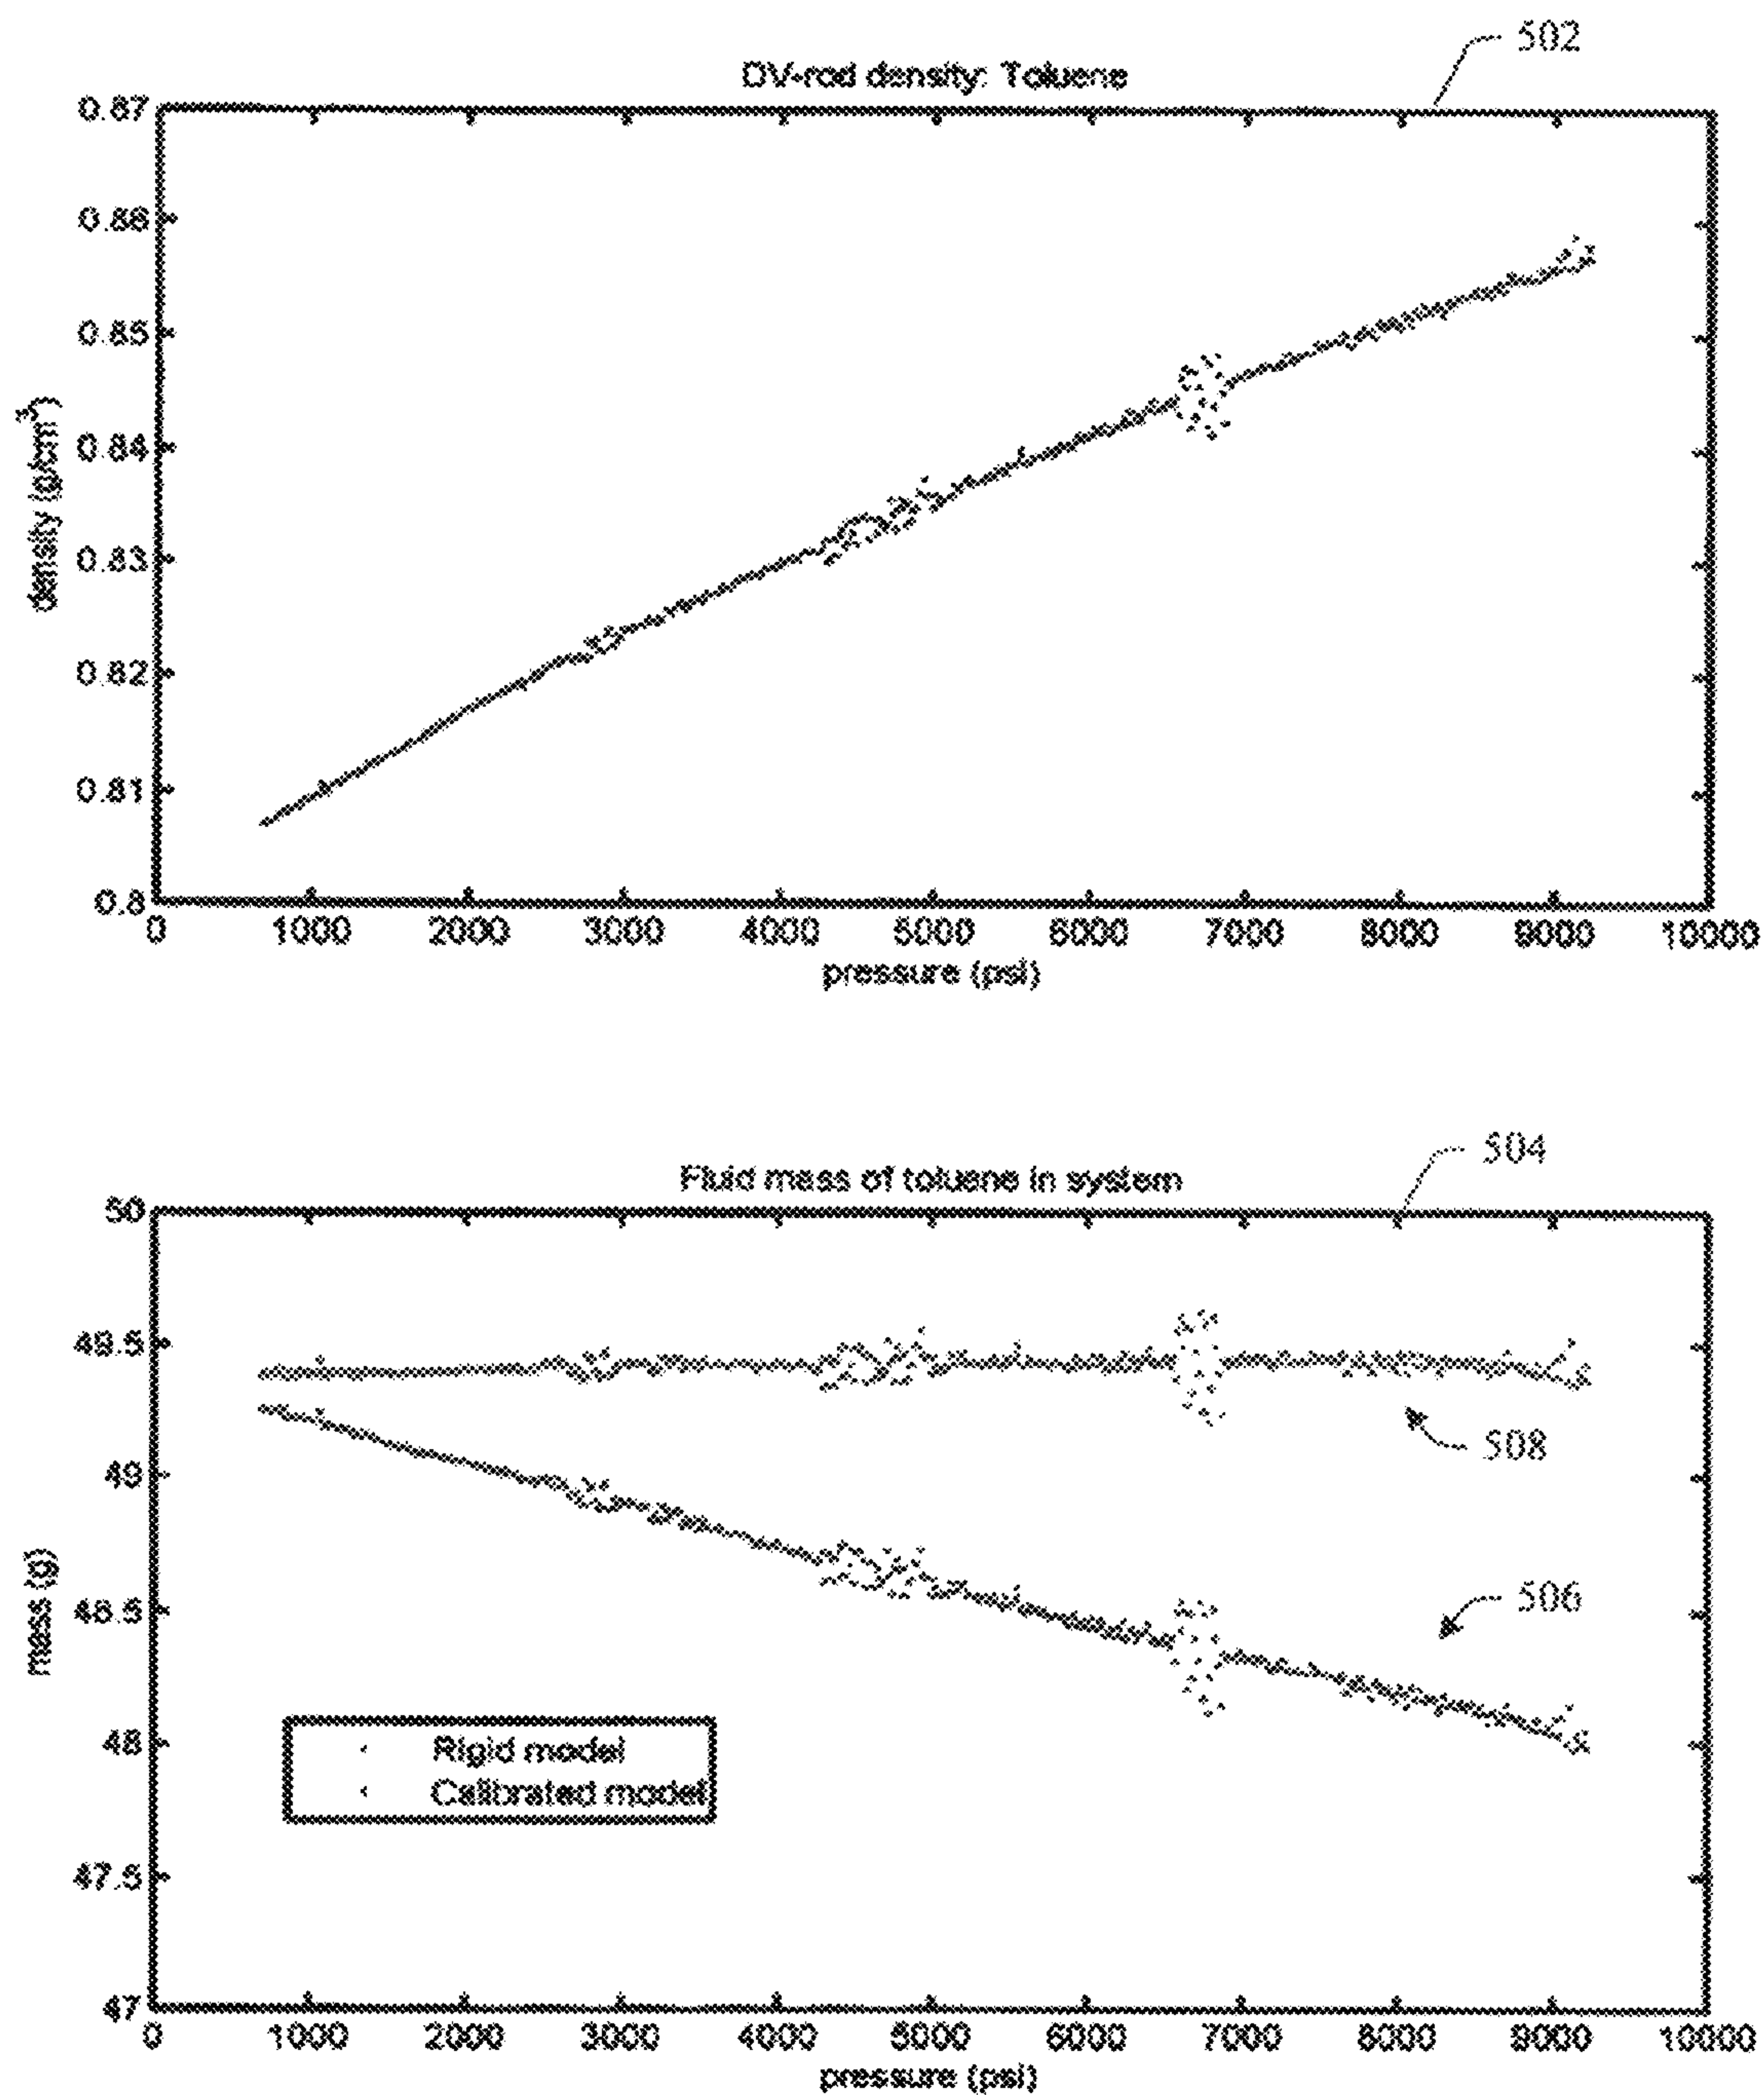 502
DV-rod density: Toluene
0.87
0.86
0.85
0.84
0.83
0.82
0.81
0.8
density (g/cm³)
0 1000 2000 3000 4000 5000 6000 7000 8000 9000 10000
pressure (psi)
504
Fluid mass of toluene in system
50
49.5
49
48.5
48
47.5
47
mass (g)
508
506
Rigid model
Calibrated model
0 1000 2000 3000 4000 5000 6000 7000 8000 9000 10000
pressure (psi)